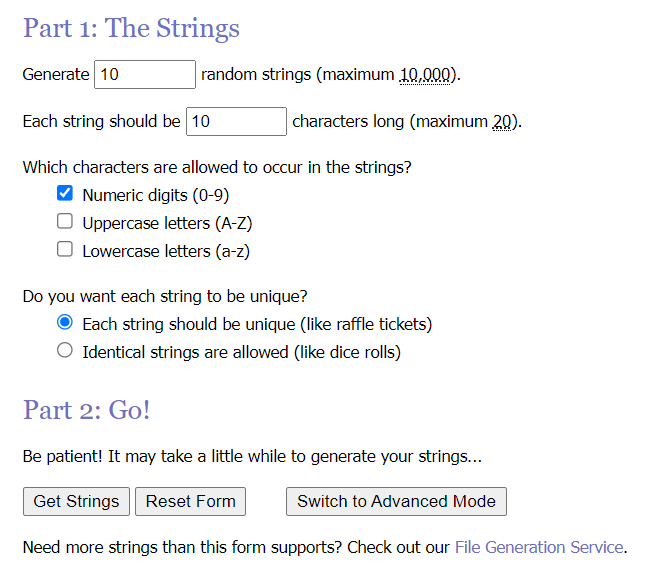 Part 1: The Strings
Generate 10 random strings (maximum 10,000).
Each string should be 10 characters long (maximum 20).
Which characters are allowed to occur in the strings?
Numeric digits (0-9)
Uppercase letters (A-Z)
Lowercase letters (a-z)
Do you want each string to be unique?
Each string should be unique (like raffle tickets)
Identical strings are allowed (like dice rolls)
Part 2: Go!
Be patient! It may take a little while to generate your strings...
Get Strings Reset Form Switch to Advanced Mode
Need more strings than this form supports? Check out our File Generation Service.